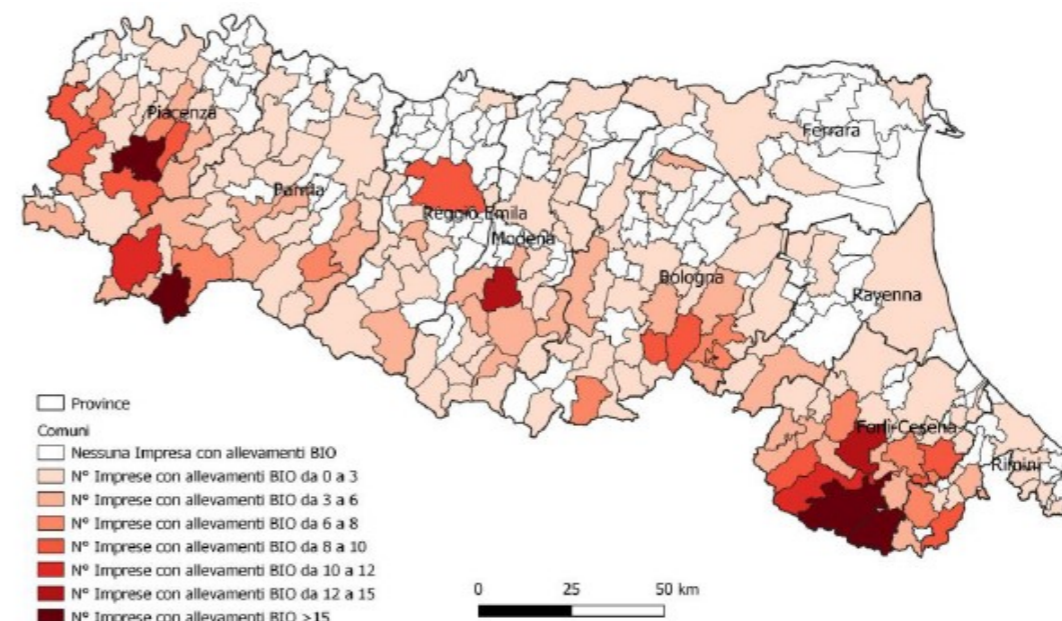 Piacenza
Ferrara
Parma
Reggio Emila
Modena
Bologna
Ravenna
Forlì-Cesena
Rimini
Province
Comuni
Nessuna Impresa con allevamenti BIO
N° Imprese con allevamenti BIO da 0 a 3
N° Imprese con allevamenti BIO da 3 a 6
N° Imprese con allevamenti BIO da 6 a 8
N° Imprese con allevamenti BIO da 8 a 10
N° Imprese con allevamenti BIO da 10 a 12
N° Imprese con allevamenti BIO da 12 a 15
N° Imprese con allevamenti BIO >15
0 25 50 km